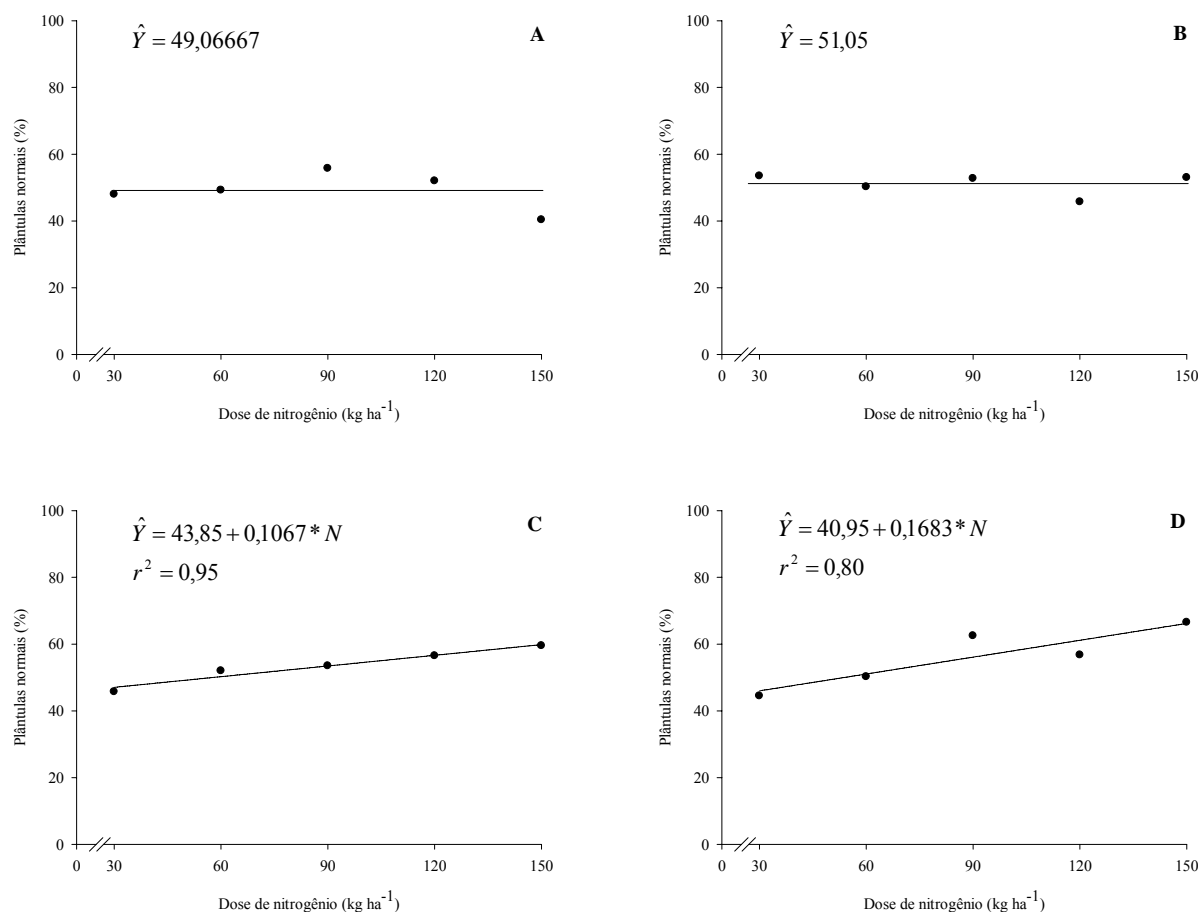 Ŷ = 49,06667
A
Plântulas normais (%)
100
80
60
40
20
0
0 30 60 90 120 150
Dose de nitrogênio (kg ha⁻¹)
Ŷ = 51,05
B
Plântulas normais (%)
100
80
60
40
20
0
0 30 60 90 120 150
Dose de nitrogênio (kg ha⁻¹)
Ŷ = 43,85 + 0,1067 * N
r² = 0,95
C
Plântulas normais (%)
100
80
60
40
20
0
0 30 60 90 120 150
Dose de nitrogênio (kg ha⁻¹)
Ŷ = 40,95 + 0,1683 * N
r² = 0,80
D
Plântulas normais (%)
100
80
60
40
20
0
0 30 60 90 120 150
Dose de nitrogênio (kg ha⁻¹)